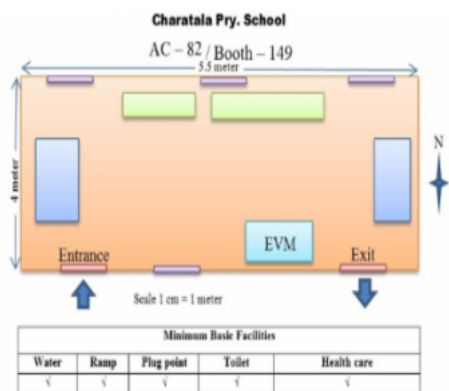 Charatala Pry. School
AC – 82 / Booth – 149
5.5 meter
4 meter
N
Entrance
EVM
Exit
Scale 1 cm = 1 meter
Minimum Basic Facilities
Water Ramp Plug point Toilet Health care
√ √ √ √ √